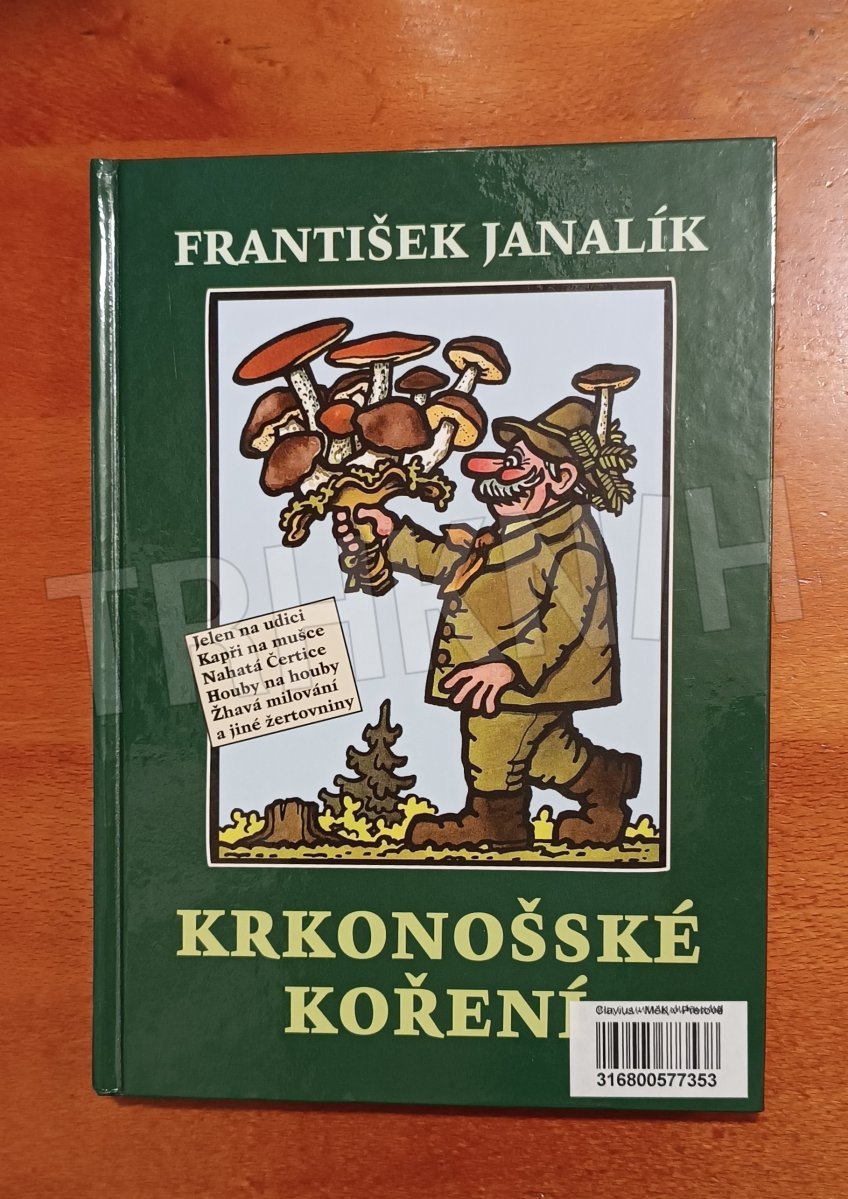 FRANTIŠEK JANALÍK
Jelen na udici
Kapři na mušce
Nahatá Čertice
Houby na houby
Žhavá milování
a jiné žertovniny
KRKONOŠSKÉ
KOŘENÍ
316800577353
TRHKNIH